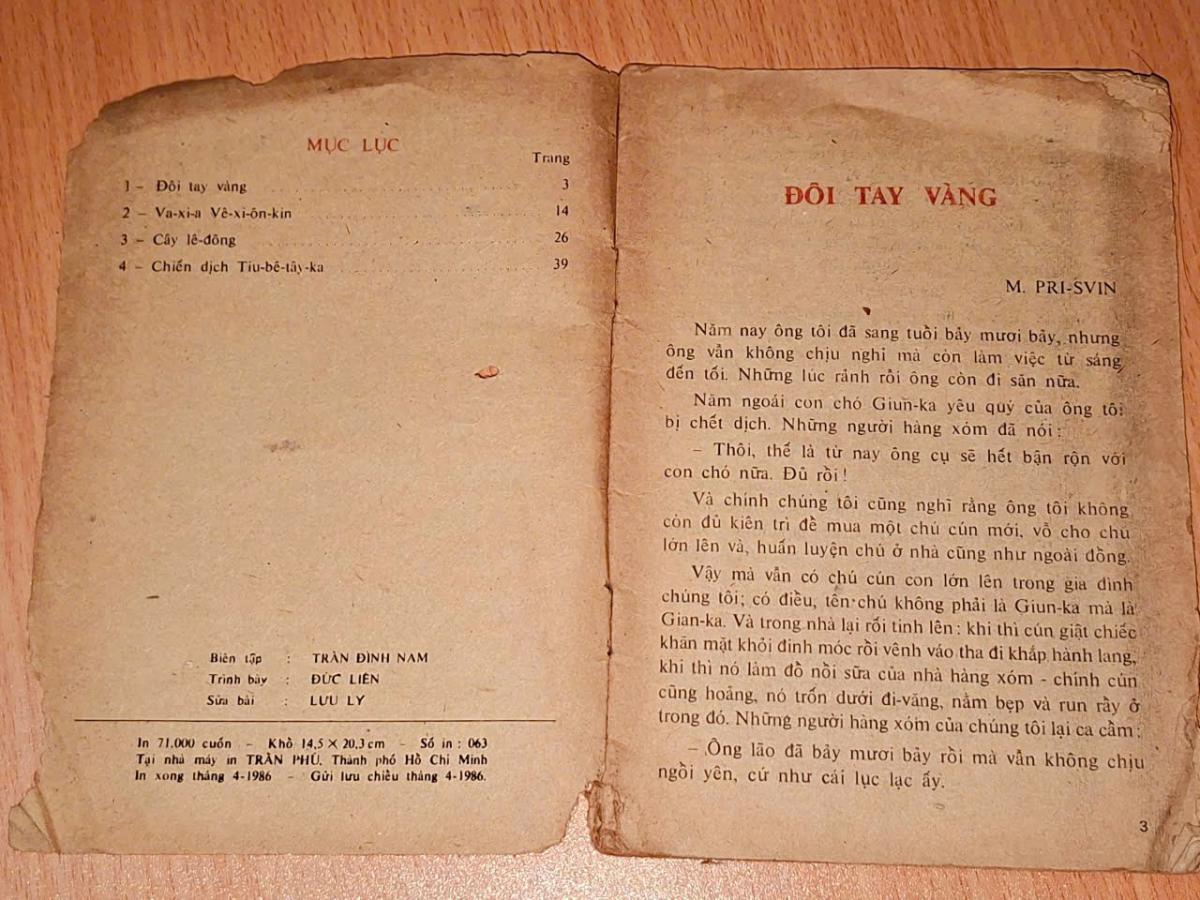 MỤC LỤC
Trang
1 – Đôi tay vàng ........ 3
2 – Va-xi-a Vê-xi-ôn-kin ........ 14
3 – Cây lê-đông ........ 26
4 – Chiến dịch Tiu-bê-tây-ka ........ 39
Biên tập : TRẦN ĐÌNH NAM
Trình bày : ĐỨC LIÊN
Sửa bài : LƯU LY
In 71.000 cuốn – Khổ 14,5 × 20,3 cm – Số in : 063
Tại nhà máy in TRẦN PHÚ, Thành phố Hồ Chí Minh
In xong tháng 4-1986 – Gửi lưu chiểu tháng 4-1986.
ĐÔI TAY VÀNG
M. PRI-SVIN
Năm nay ông tôi đã sang tuổi bảy mươi bảy, nhưng
ông vẫn không chịu nghỉ mà còn làm việc từ sáng
đến tối. Những lúc rảnh rỗi ông còn đi săn nữa.
Năm ngoái con chó Giun-ka yêu quý của ông tôi
bị chết dịch. Những người hàng xóm đã nói :
– Thôi, thế là từ nay ông cụ sẽ hết bận rộn với
con chó nữa. Đủ rồi !
Và chính chúng tôi cũng nghĩ rằng ông tôi không
còn đủ kiên trì để mua một chú cún mới, vỗ cho chú
lớn lên và, huấn luyện chú ở nhà cũng như ngoài đồng.
Vậy mà vẫn có chú cún con lớn lên trong gia đình
chúng tôi; có điều, tên chú không phải là Giun-ka mà là
Gian-ka. Và trong nhà lại rối tinh lên : khi thì cún giật chiếc
khăn mặt khỏi đinh móc rồi vênh váo tha đi khắp hành lang,
khi thì nó làm đổ nồi sữa của nhà hàng xóm - chính cún
cũng hoảng, nó trốn dưới đi-văng, nằm bẹp và run rẩy ở
trong đó. Những người hàng xóm của chúng tôi lại ca cẩm :
– Ông lão đã bảy mươi bảy rồi mà vẫn không chịu
ngồi yên, cứ như cái lục lạc ấy.
3